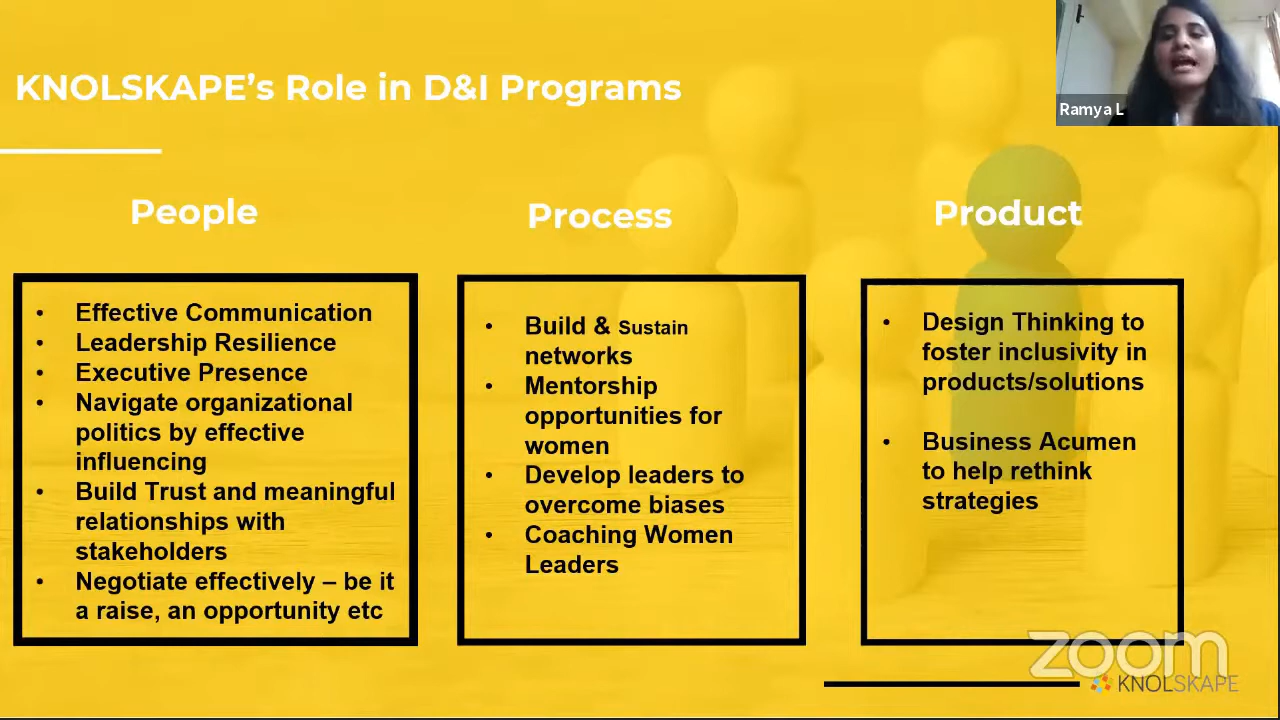 KNOLSKAPE's Role in D&I Programs
Ramya L
People
• Effective Communication
• Leadership Resilience
• Executive Presence
• Navigate organizational
politics by effective
influencing
• Build Trust and meaningful
relationships with
stakeholders
• Negotiate effectively – be it
a raise, an opportunity etc
Process
• Build & Sustain
networks
• Mentorship
opportunities for
women
• Develop leaders to
overcome biases
• Coaching Women
Leaders
Product
• Design Thinking to
foster inclusivity in
products/solutions
• Business Acumen
to help rethink
strategies
zoom
KNOLSKAPE